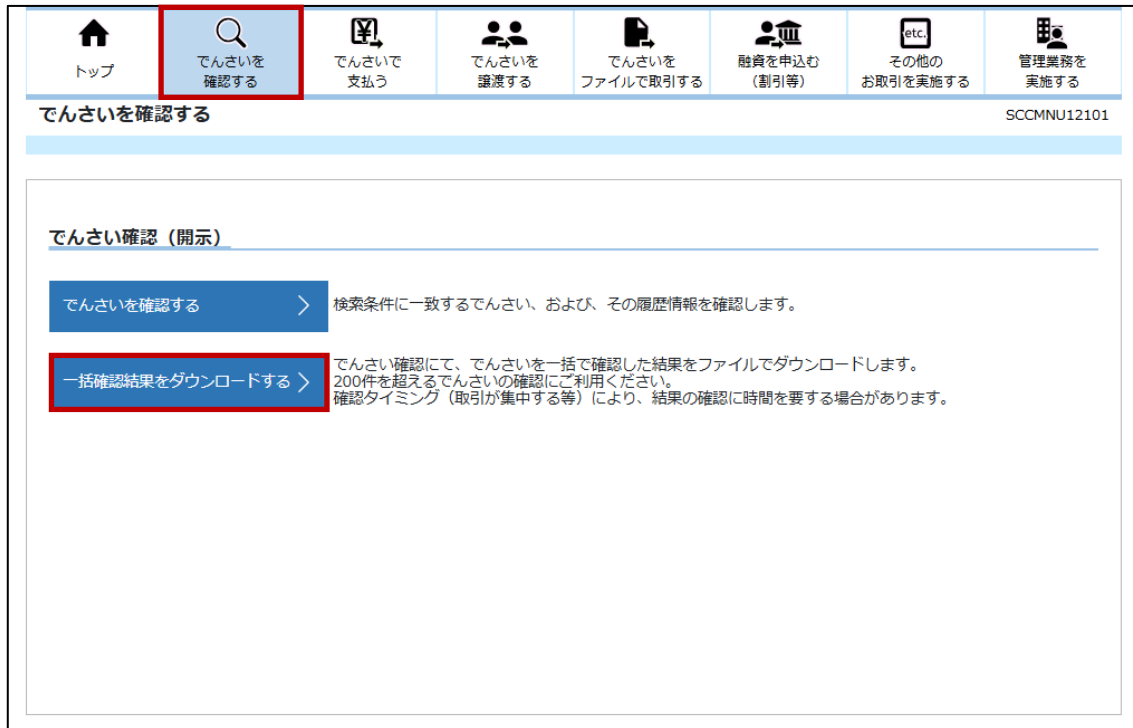 トップ
でんさいを
確認する
でんさいで
支払う
でんさいを
譲渡する
でんさいを
ファイルで取引する
融資を申込む
（割引等）
etc.
その他の
お取引を実施する
管理業務を
実施する
でんさいを確認する
SCCMNU12101
でんさい確認（開示）
でんさいを確認する
検索条件に一致するでんさい、および、その履歴情報を確認します。
一括確認結果をダウンロードする
でんさい確認にて、でんさいを一括で確認した結果をファイルでダウンロードします。
200件を超えるでんさいの確認にご利用ください。
確認タイミング（取引が集中する等）により、結果の確認に時間を要する場合があります。